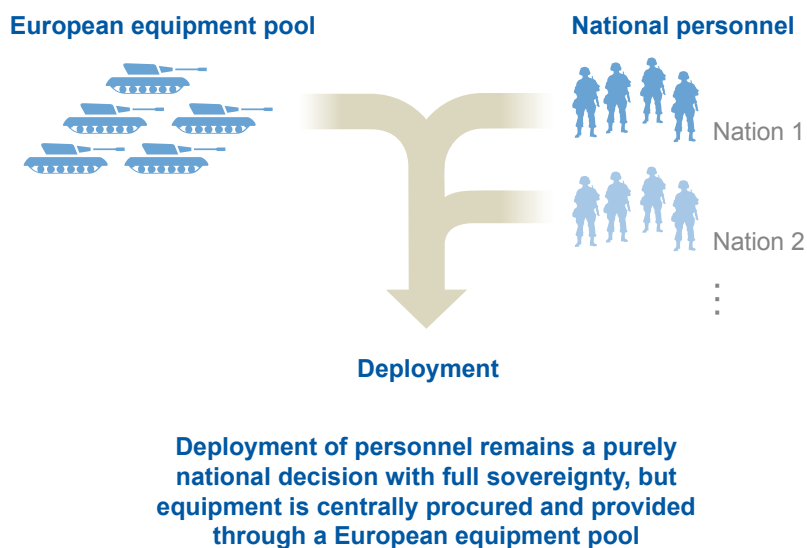 European equipment pool
National personnel
Nation 1
Nation 2
⋮
Deployment
Deployment of personnel remains a purely
national decision with full sovereignty, but
equipment is centrally procured and provided
through a European equipment pool